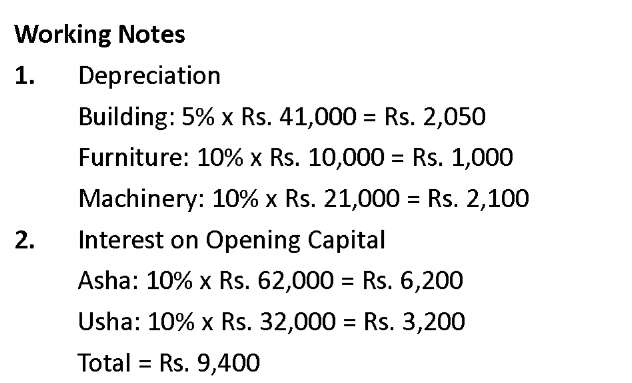 Working Notes
1. Depreciation
Building: 5% x Rs. 41,000 = Rs. 2,050
Furniture: 10% x Rs. 10,000 = Rs. 1,000
Machinery: 10% x Rs. 21,000 = Rs. 2,100
2. Interest on Opening Capital
Asha: 10% x Rs. 62,000 = Rs. 6,200
Usha: 10% x Rs. 32,000 = Rs. 3,200
Total = Rs. 9,400